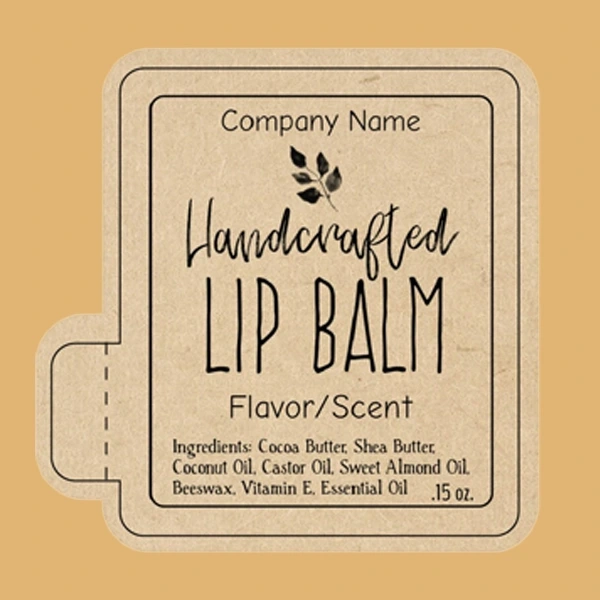 Company Name
Handcrafted
LIP BALM
Flavor/Scent
Ingredients: Cocoa Butter, Shea Butter,
Coconut Oil, Castor Oil, Sweet Almond Oil,
Beeswax, Vitamin E, Essential Oil .15 oz.